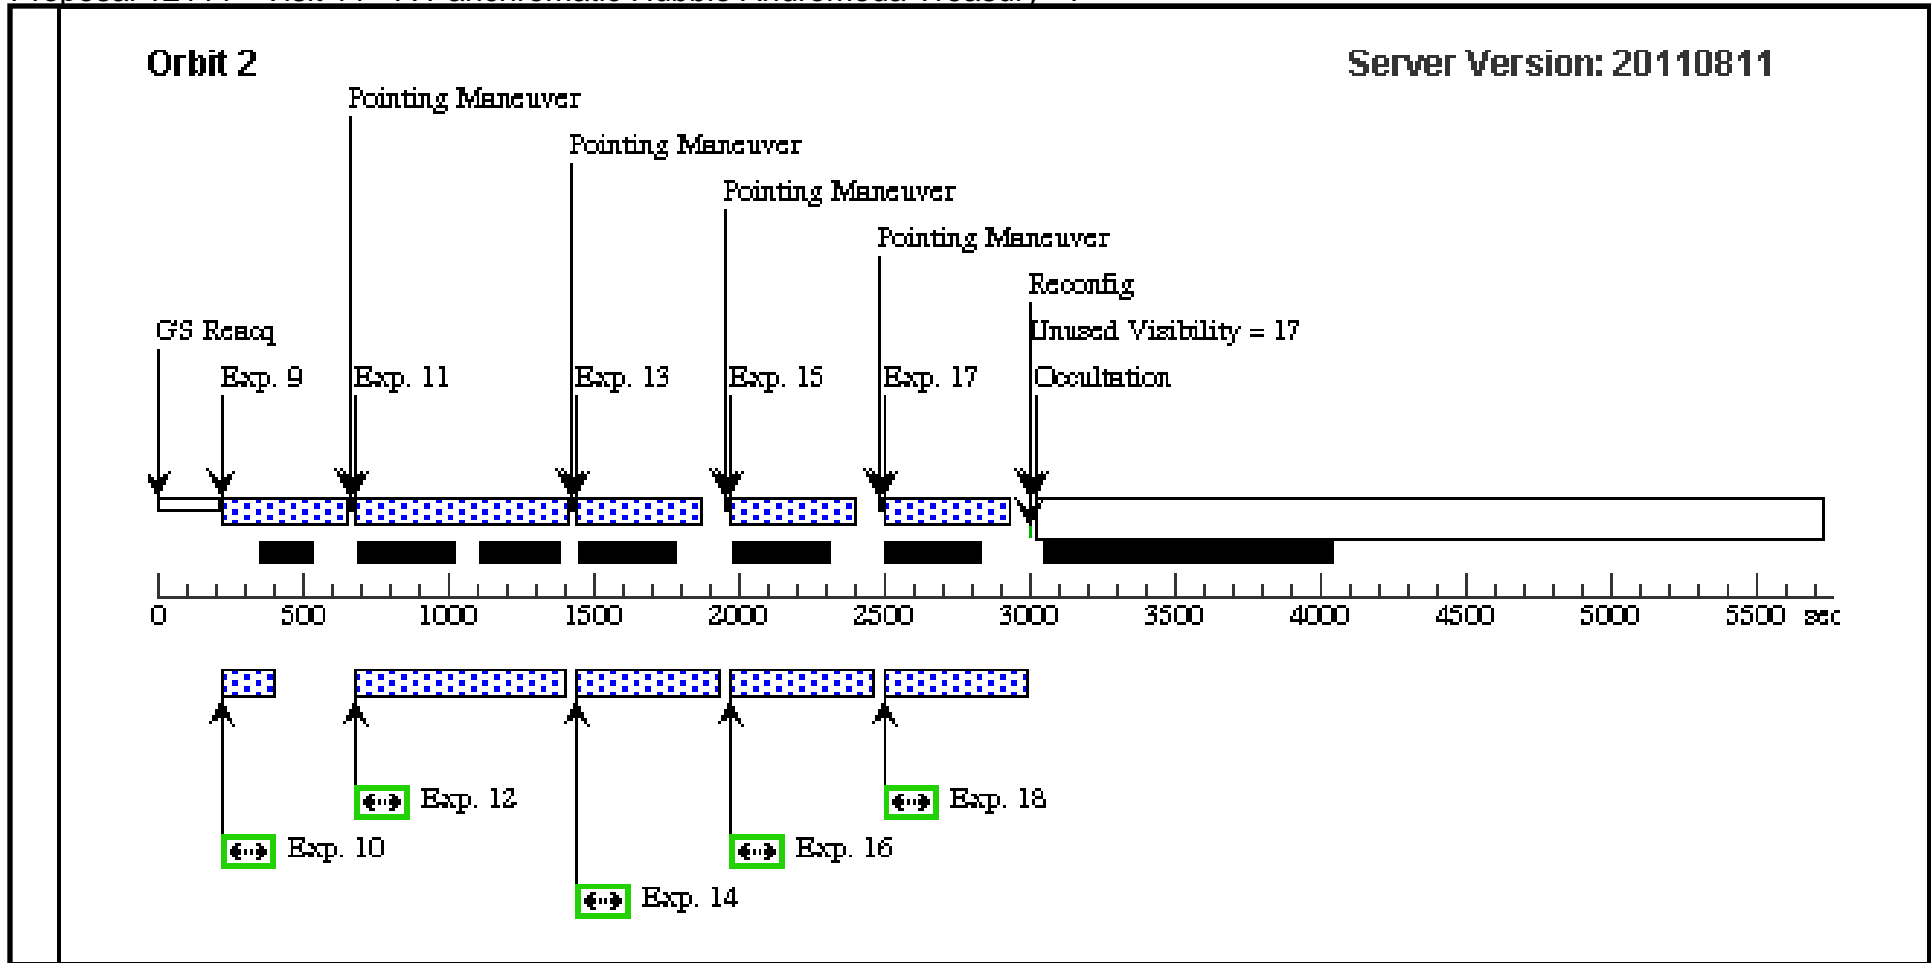 Orbit 2
Server Version: 20110811
Pointing Maneuver
Pointing Maneuver
Pointing Maneuver
Pointing Maneuver
Reconfig
GS Reacq
Unused Visibility = 17
Exp. 9
Exp. 11
Exp. 13
Exp. 15
Exp. 17
Occultation
0 500 1000 1500 2000 2500 3000 3500 4000 4500 5000 5500 sec
Exp. 12
Exp. 18
Exp. 10
Exp. 16
Exp. 14